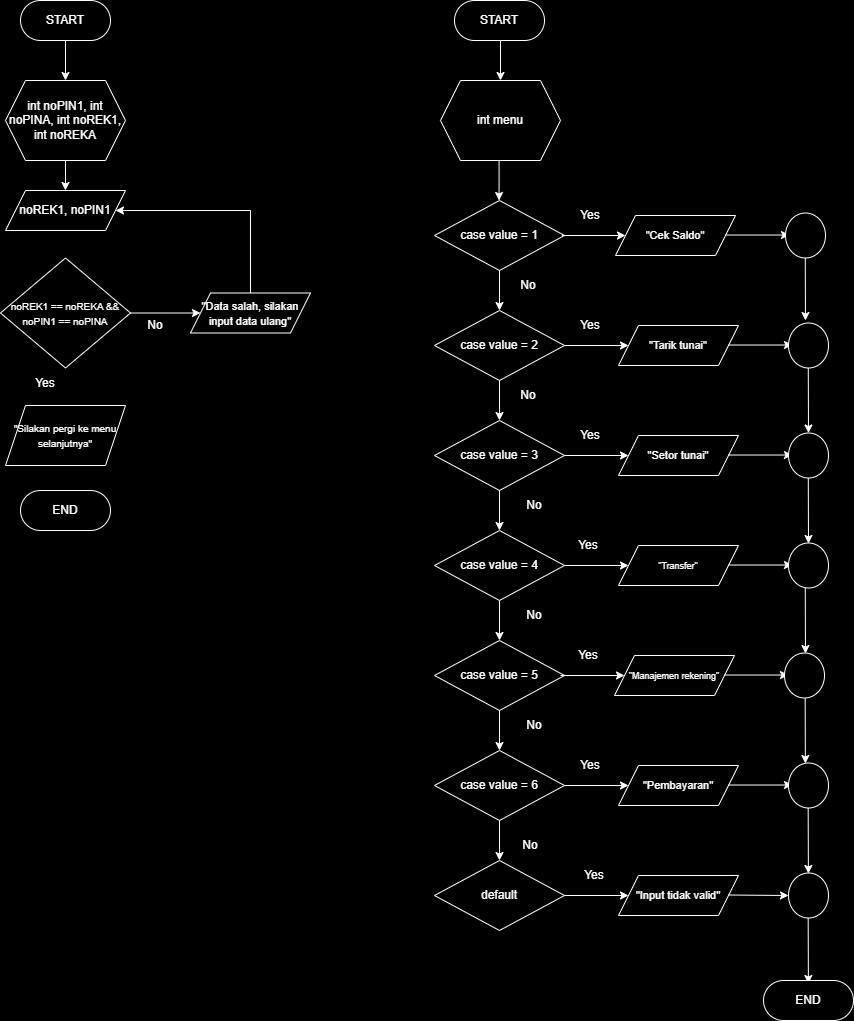 START
int noPIN1, int
noPINA, int noREK1,
int noREKA
noREK1, noPIN1
noREK1 == noREKA &&
noPIN1 == noPINA
No
"Data salah, silakan
input data ulang"
Yes
"Silakan pergi ke menu
selanjutnya"
END
START
int menu
case value = 1
Yes
"Cek Saldo"
No
case value = 2
Yes
"Tarik tunai"
No
case value = 3
Yes
"Setor tunai"
No
case value = 4
Yes
"Transfer"
No
case value = 5
Yes
"Manajemen rekening"
No
case value = 6
Yes
"Pembayaran"
No
default
Yes
"Input tidak valid"
END